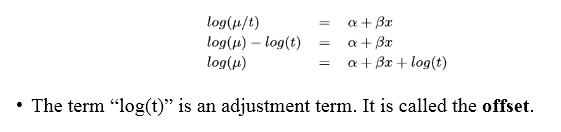 log(μ/t) = α + βx
log(μ) − log(t) = α + βx
log(μ) = α + βx + log(t)
• The term “log(t)” is an adjustment term. It is called the offset.